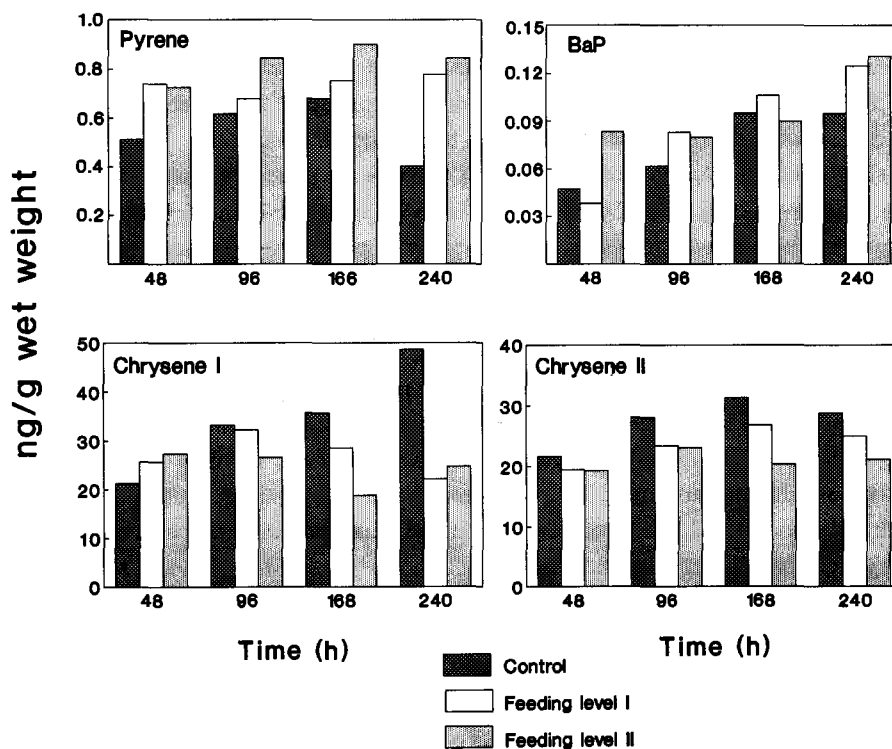 ng/g wet weight
Pyrene
1.0
0.8
0.6
0.4
0.2
48 96 166 240
BaP
0.15
0.12
0.09
0.06
0.03
48 96 168 240
Chrysene I
50
40
30
20
10
0
48 96 168 240
Time (h)
Chrysene II
40
30
20
10
0
48 96 168 240
Time (h)
Control
Feeding level I
Feeding level II